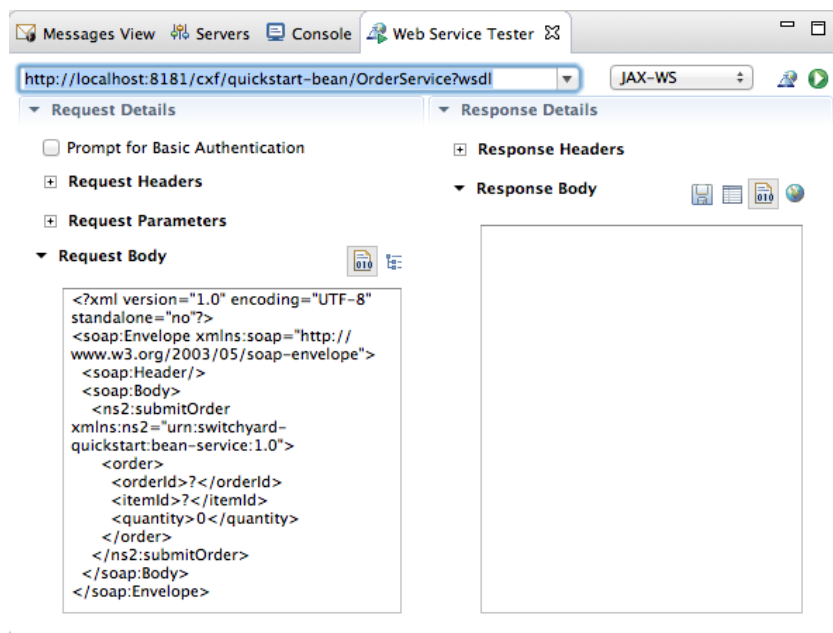 Messages View Servers Console Web Service Tester
http://localhost:8181/cxf/quickstart-bean/OrderService?wsdl JAX-WS
Request Details
Prompt for Basic Authentication
Request Headers
Request Parameters
Request Body
010
<?xml version="1.0" encoding="UTF-8"
standalone="no"?>
<soap:Envelope xmlns:soap="http://
www.w3.org/2003/05/soap-envelope">
<soap:Header/>
<soap:Body>
<ns2:submitOrder
xmlns:ns2="urn:switchyard-
quickstart:bean-service:1.0">
<order>
<orderId>?</orderId>
<itemId>?</itemId>
<quantity>0</quantity>
</order>
</ns2:submitOrder>
</soap:Body>
</soap:Envelope>
Response Details
Response Headers
Response Body
010